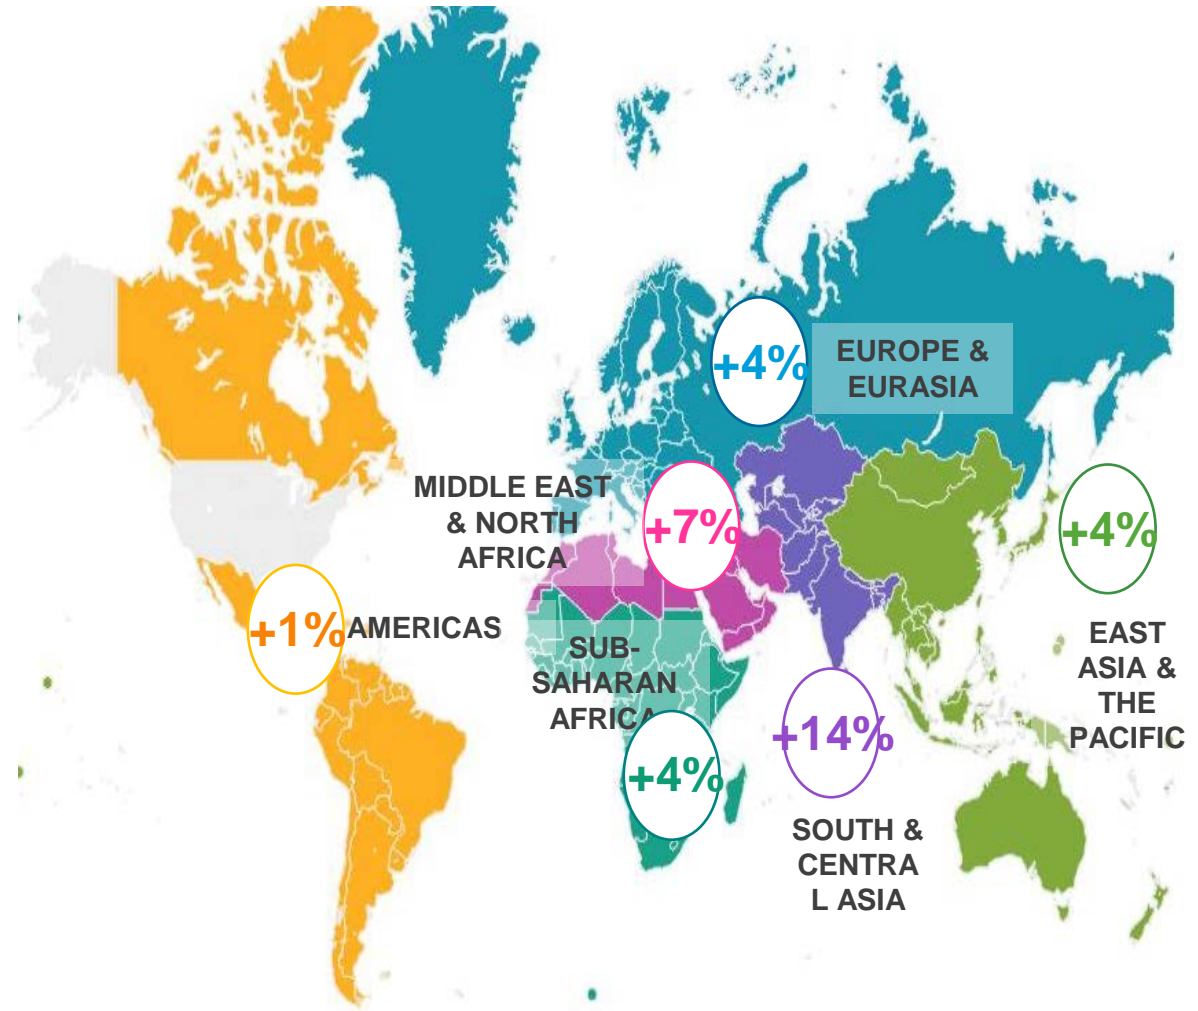 +4%
EUROPE &
EURASIA
MIDDLE EAST
& NORTH
AFRICA
+7%
+4%
EAST
ASIA &
THE
PACIFIC
+1%
AMERICAS
SUB-
SAHARAN
AFRICA
+4%
+14%
SOUTH &
CENTRA
L ASIA